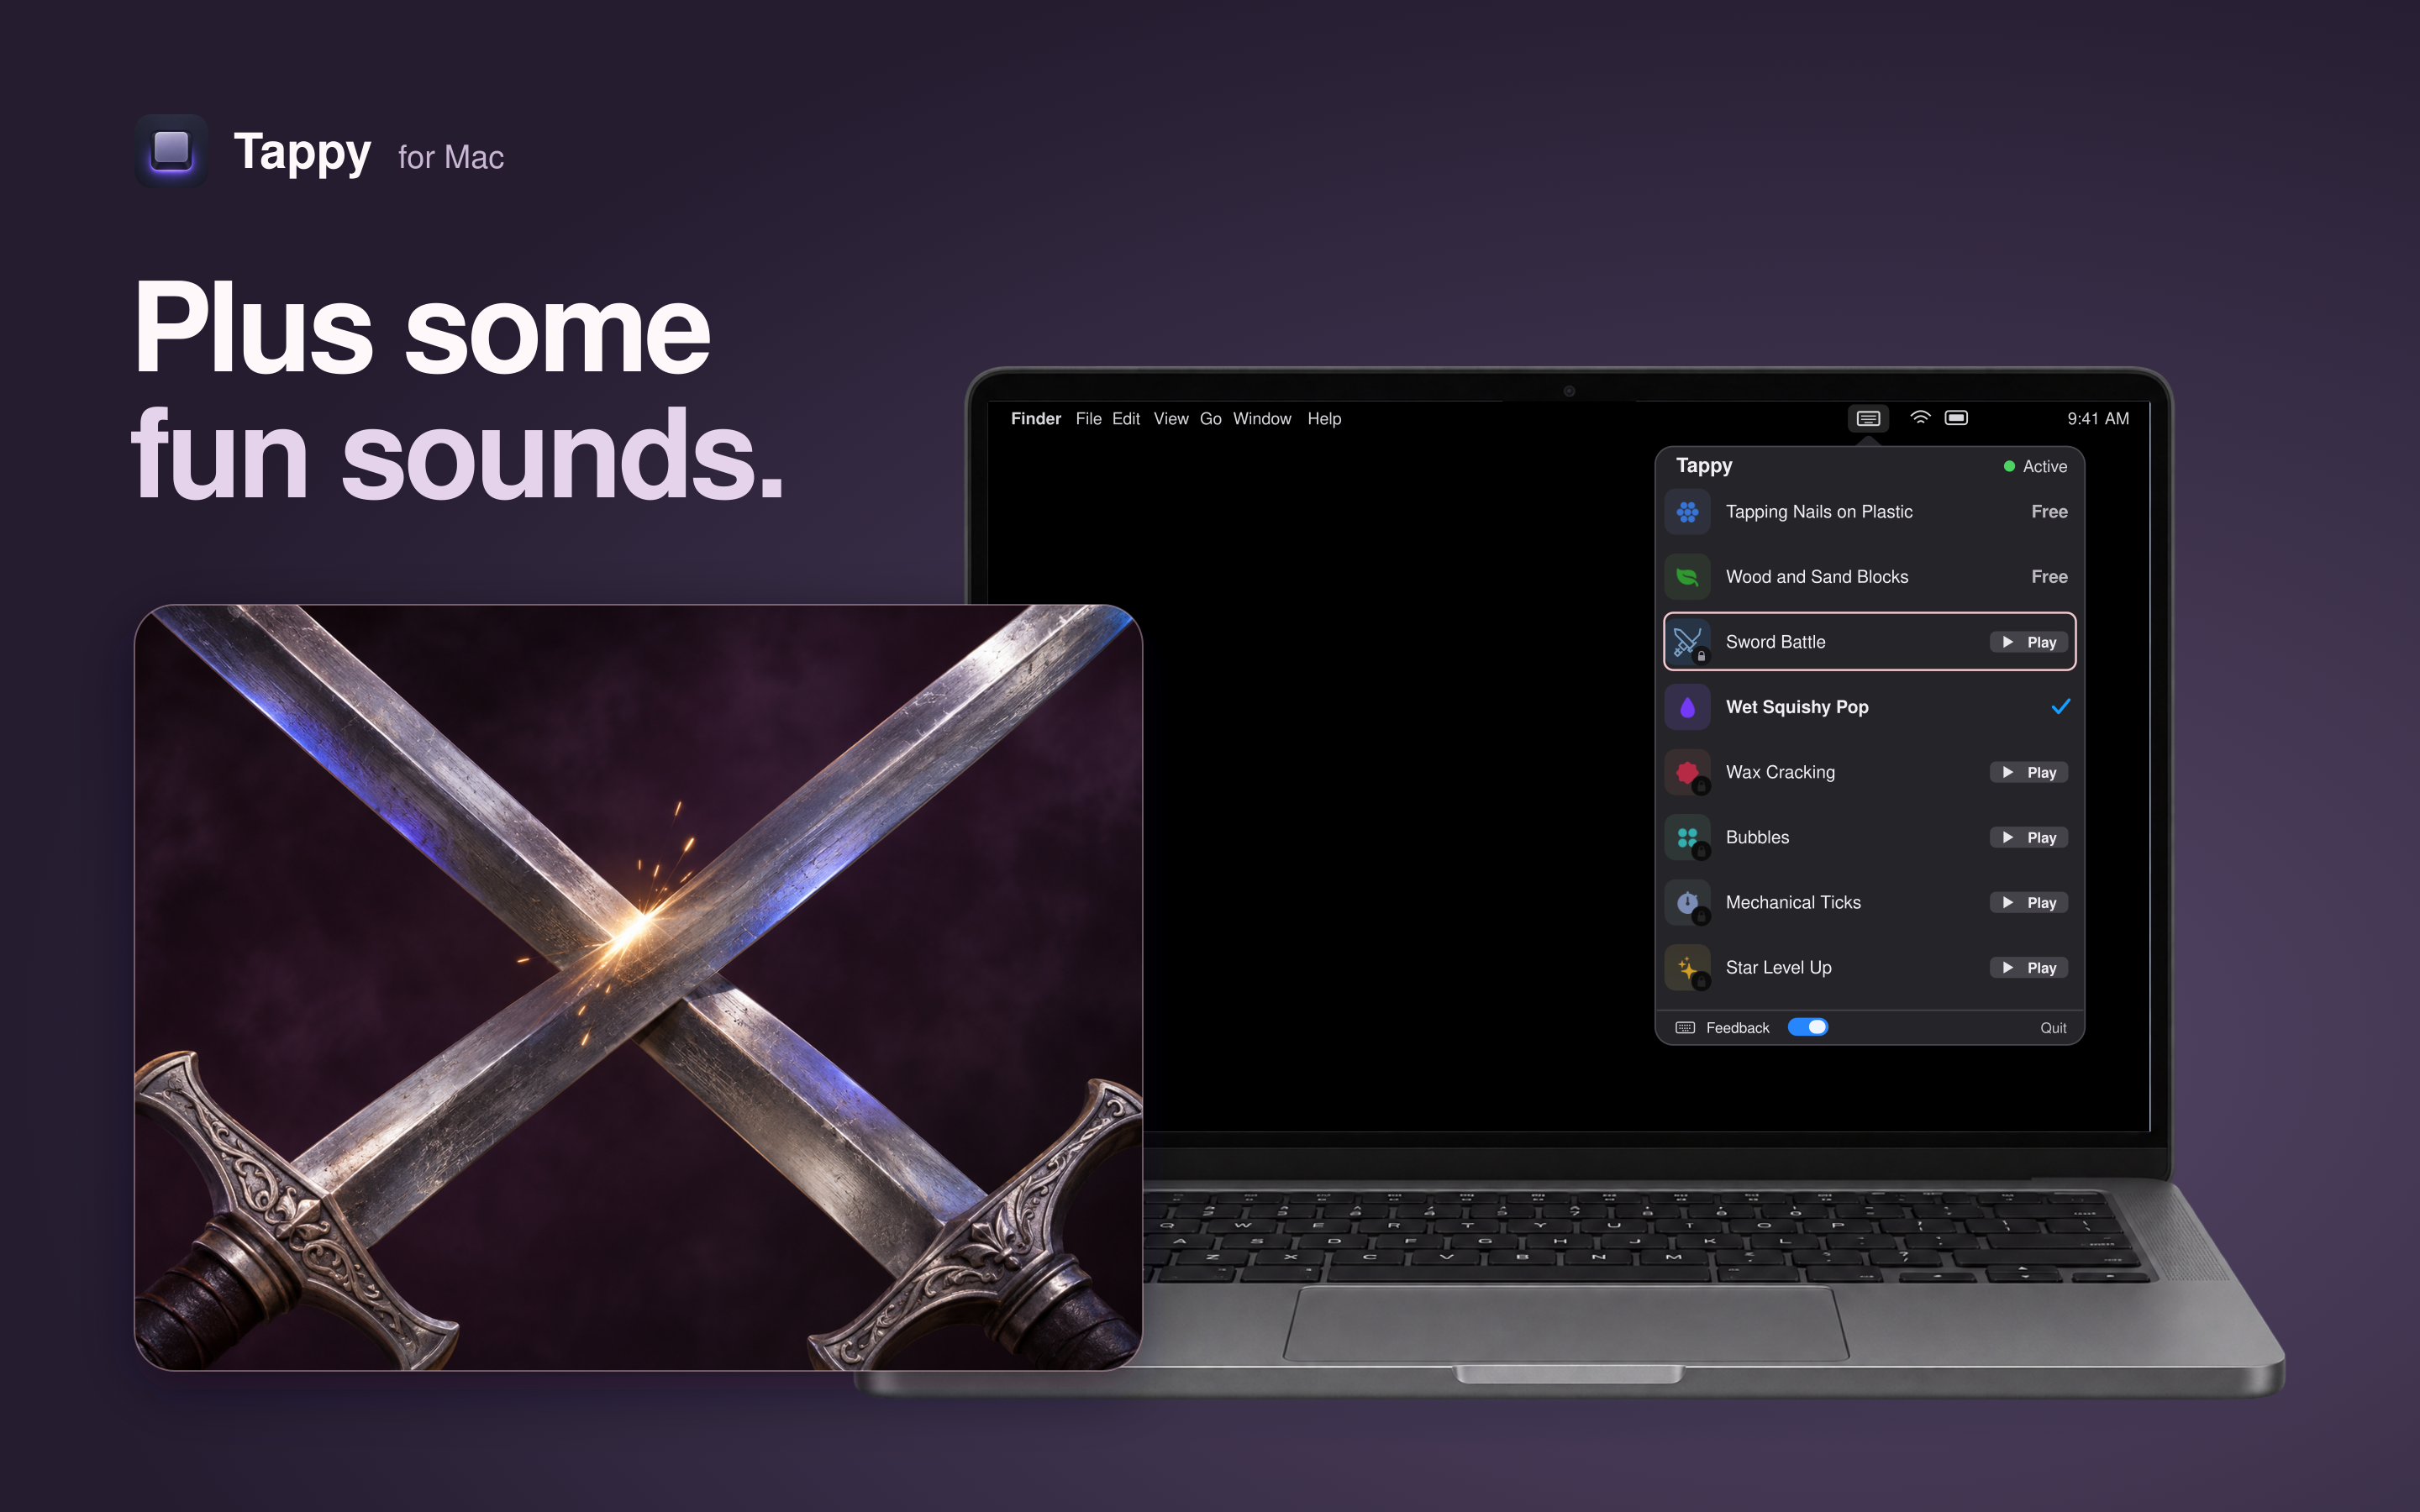 Tappy for Mac
Plus some
fun sounds.
Finder File Edit View Go Window Help 9:41 AM
Tappy Active
Tapping Nails on Plastic Free
Wood and Sand Blocks Free
Sword Battle Play
Wet Squishy Pop
Wax Cracking Play
Bubbles Play
Mechanical Ticks Play
Star Level Up Play
Feedback Quit
Q W E R T Y U I O P
A S D F G H J K L
Z X C V B N M